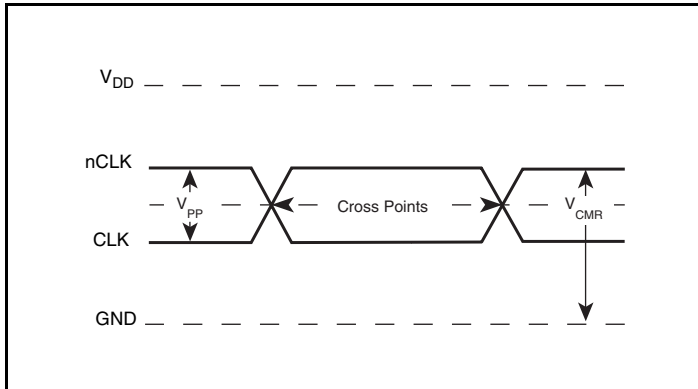 VDD
nCLK
VPP
Cross Points
VCMR
CLK
GND